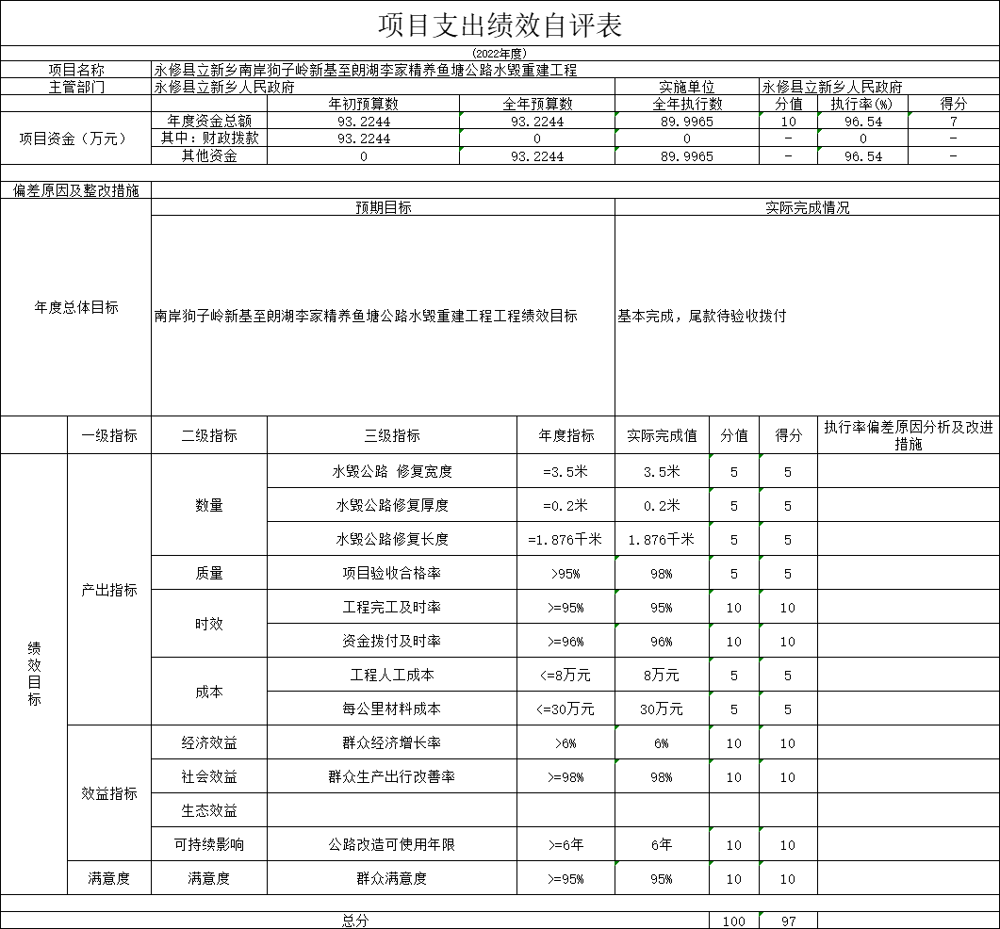 项目支出绩效自评表
(2022年度)
项目名称 永修县立新乡南岸狗子岭新基至朗湖李家精养鱼塘公路水毁重建工程
主管部门 永修县立新乡人民政府 实施单位 永修县立新乡人民政府
年初预算数 全年预算数 全年执行数 分值 执行率(%) 得分
项目资金（万元）
年度资金总额 93.2244 93.2244 89.9965 10 96.54 7
其中：财政拨款 93.2244 0 0 － 0 －
其他资金 0 93.2244 89.9965 － 96.54 －
偏差原因及整改措施
预期目标 实际完成情况
年度总体目标 南岸狗子岭新基至朗湖李家精养鱼塘公路水毁重建工程工程绩效目标 基本完成，尾款待验收拨付
一级指标 二级指标 三级指标 年度指标 实际完成值 分值 得分 执行率偏差原因分析及改进
措施
绩效目标
产出指标
数量
水毁公路 修复宽度 =3.5米 3.5米 5 5
水毁公路修复厚度 =0.2米 0.2米 5 5
水毁公路修复长度 =1.876千米 1.876千米 5 5
质量 项目验收合格率 >95% 98% 5 5
时效
工程完工及时率 >=95% 95% 10 10
资金拨付及时率 >=96% 96% 10 10
成本
工程人工成本 <=8万元 8万元 5 5
每公里材料成本 <=30万元 30万元 5 5
效益指标
经济效益 群众经济增长率 >6% 6% 10 10
社会效益 群众生产出行改善率 >=98% 98% 10 10
生态效益
可持续影响 公路改造可使用年限 >=6年 6年 10 10
满意度 满意度 群众满意度 >=95% 95% 10 10
总分 100 97